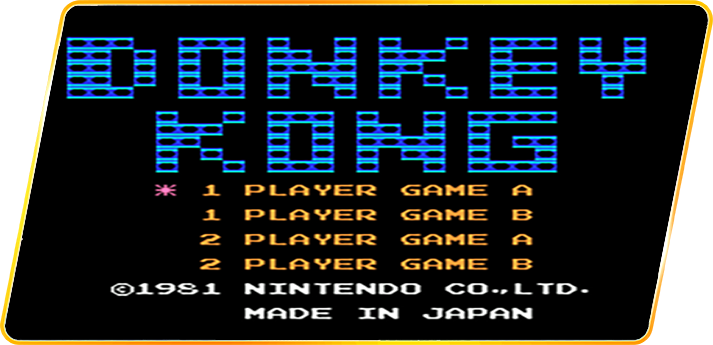 DONKEY
KONG
* 1 PLAYER GAME A
1 PLAYER GAME B
2 PLAYER GAME A
2 PLAYER GAME B
©1981 NINTENDO CO.,LTD.
MADE IN JAPAN